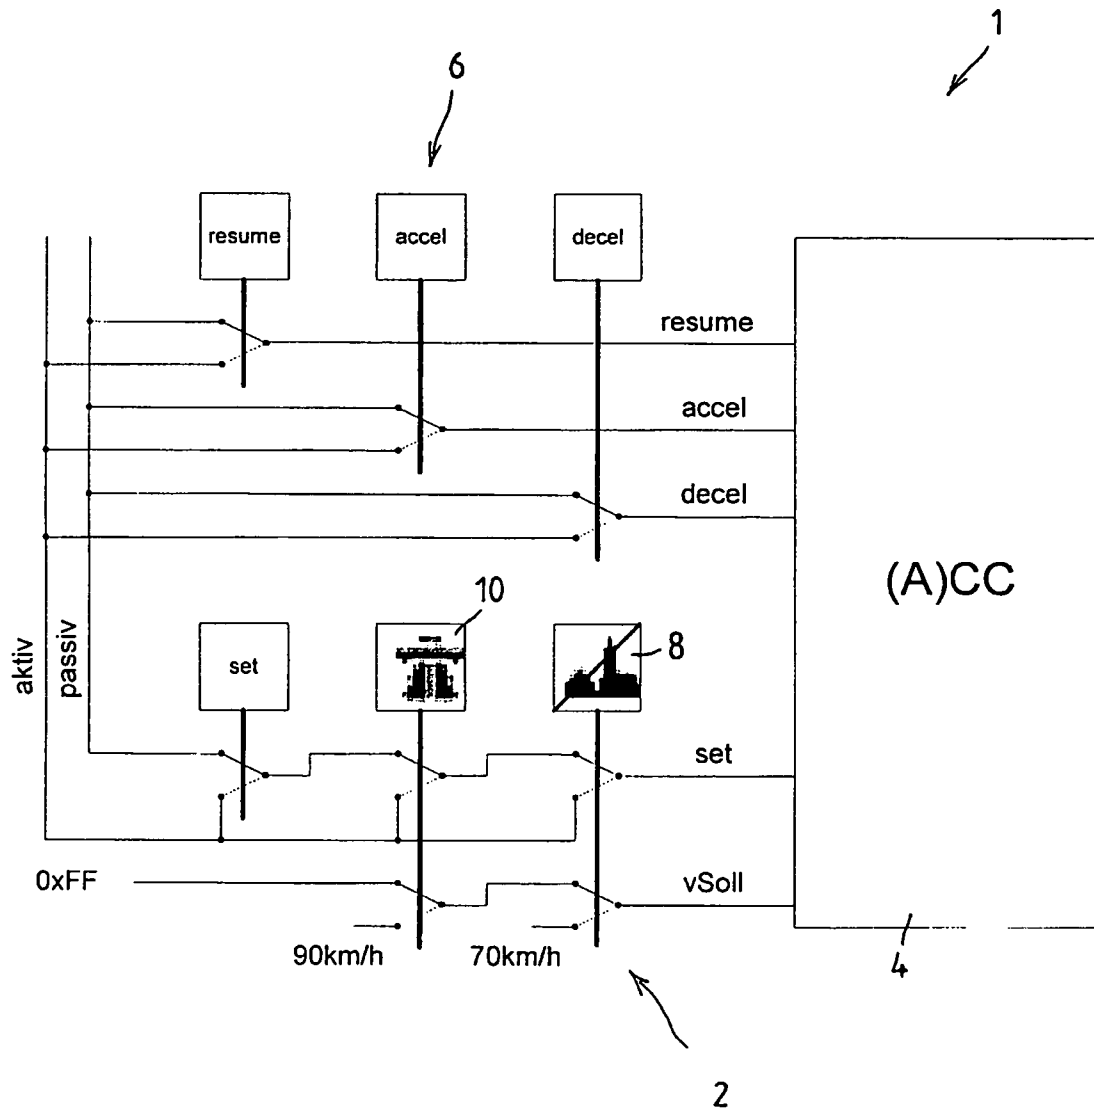 1
6
resume accel decel
resume
accel
decel
(A)CC
aktiv
passiv
10
8
set
set
0xFF
vSoll
90km/h
70km/h
4
2